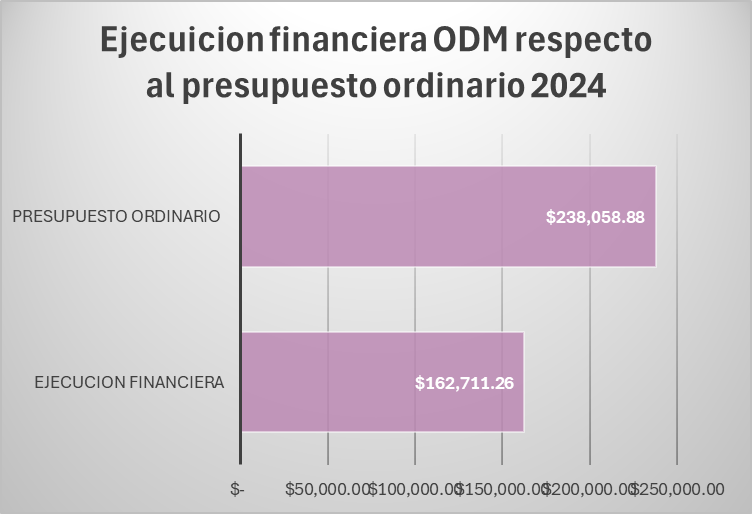 Ejecuicion financiera ODM respecto
al presupuesto ordinario 2024
PRESUPUESTO ORDINARIO
$238,058.88
EJECUCION FINANCIERA
$162,711.26
$- $50,000.00 $100,000.00 $150,000.00 $200,000.00 $250,000.00